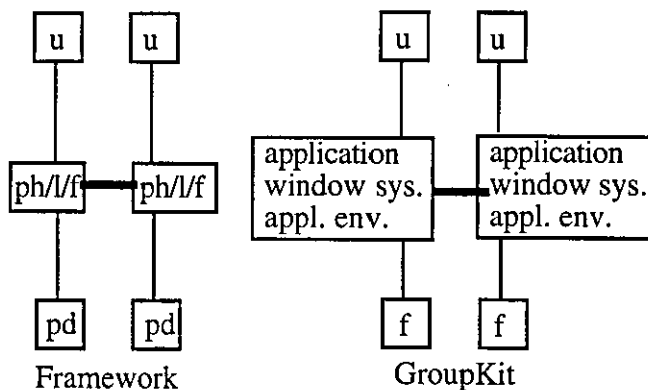 u u
ph/l/f ph/l/f
pd pd
Framework
u u
application
window sys.
appl. env.
application
window sys.
appl. env.
f f
GroupKit